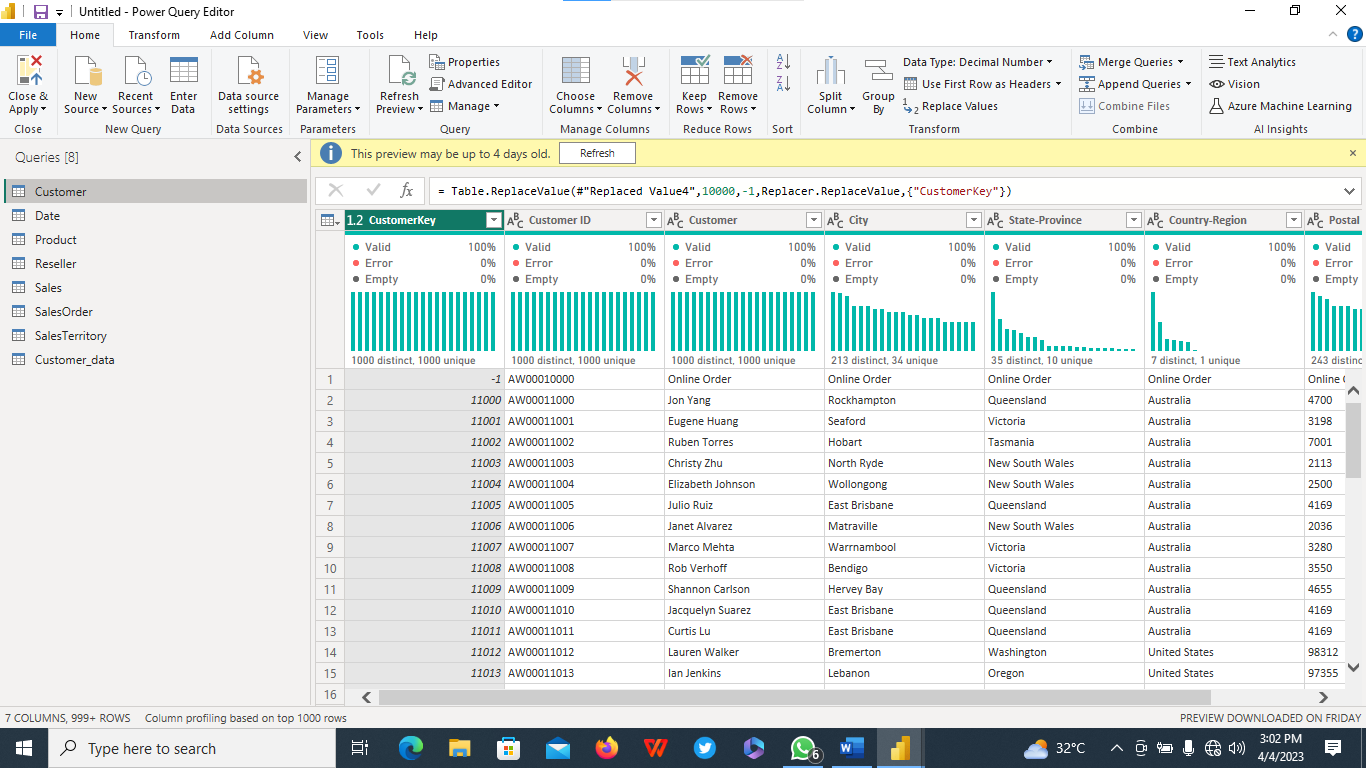 Untitled - Power Query Editor
File Home Transform Add Column View Tools Help
Close & Apply
New Source
Recent Sources
Enter Data
Data source settings
Manage Parameters
Refresh Preview
Properties
Advanced Editor
Manage
Choose Columns
Remove Columns
Keep Rows
Remove Rows
Split Column
Group By
Data Type: Decimal Number
Use First Row as Headers
Replace Values
Merge Queries
Append Queries
Combine Files
Text Analytics
Vision
Azure Machine Learning
Close New Query Data Sources Parameters Query Manage Columns Reduce Rows Sort Transform Combine AI Insights
Queries [8]
This preview may be up to 4 days old. Refresh
Customer
Date
Product
Reseller
Sales
SalesOrder
SalesTerritory
Customer_data
fx = Table.ReplaceValue(#"Replaced Value4",10000,-1,Replacer.ReplaceValue,{"CustomerKey"})
1.2 CustomerKey ABC Customer ID ABC Customer ABC City ABC State-Province ABC Country-Region ABC Postal
Valid 100% Valid 100% Valid 100% Valid 100% Valid 100% Valid 100% Valid
Error 0% Error 0% Error 0% Error 0% Error 0% Error 0% Error
Empty 0% Empty 0% Empty 0% Empty 0% Empty 0% Empty 0% Empty
1000 distinct, 1000 unique 1000 distinct, 1000 unique 1000 distinct, 1000 unique 213 distinct, 34 unique 35 distinct, 10 unique 7 distinct, 1 unique 243 distinc
1 -1 AW00010000 Online Order Online Order Online Order Online Order Online
2 11000 AW00011000 Jon Yang Rockhampton Queensland Australia 4700
3 11001 AW00011001 Eugene Huang Seaford Victoria Australia 3198
4 11002 AW00011002 Ruben Torres Hobart Tasmania Australia 7001
5 11003 AW00011003 Christy Zhu North Ryde New South Wales Australia 2113
6 11004 AW00011004 Elizabeth Johnson Wollongong New South Wales Australia 2500
7 11005 AW00011005 Julio Ruiz East Brisbane Queensland Australia 4169
8 11006 AW00011006 Janet Alvarez Matraville New South Wales Australia 2036
9 11007 AW00011007 Marco Mehta Warrnambool Victoria Australia 3280
10 11008 AW00011008 Rob Verhoff Bendigo Victoria Australia 3550
11 11009 AW00011009 Shannon Carlson Hervey Bay Queensland Australia 4655
12 11010 AW00011010 Jacquelyn Suarez East Brisbane Queensland Australia 4169
13 11011 AW00011011 Curtis Lu East Brisbane Queensland Australia 4169
14 11012 AW00011012 Lauren Walker Bremerton Washington United States 98312
15 11013 AW00011013 Ian Jenkins Lebanon Oregon United States 97355
16
7 COLUMNS, 999+ ROWS Column profiling based on top 1000 rows PREVIEW DOWNLOADED ON FRIDAY
Type here to search 6 32°C 3:02 PM
4/4/2023